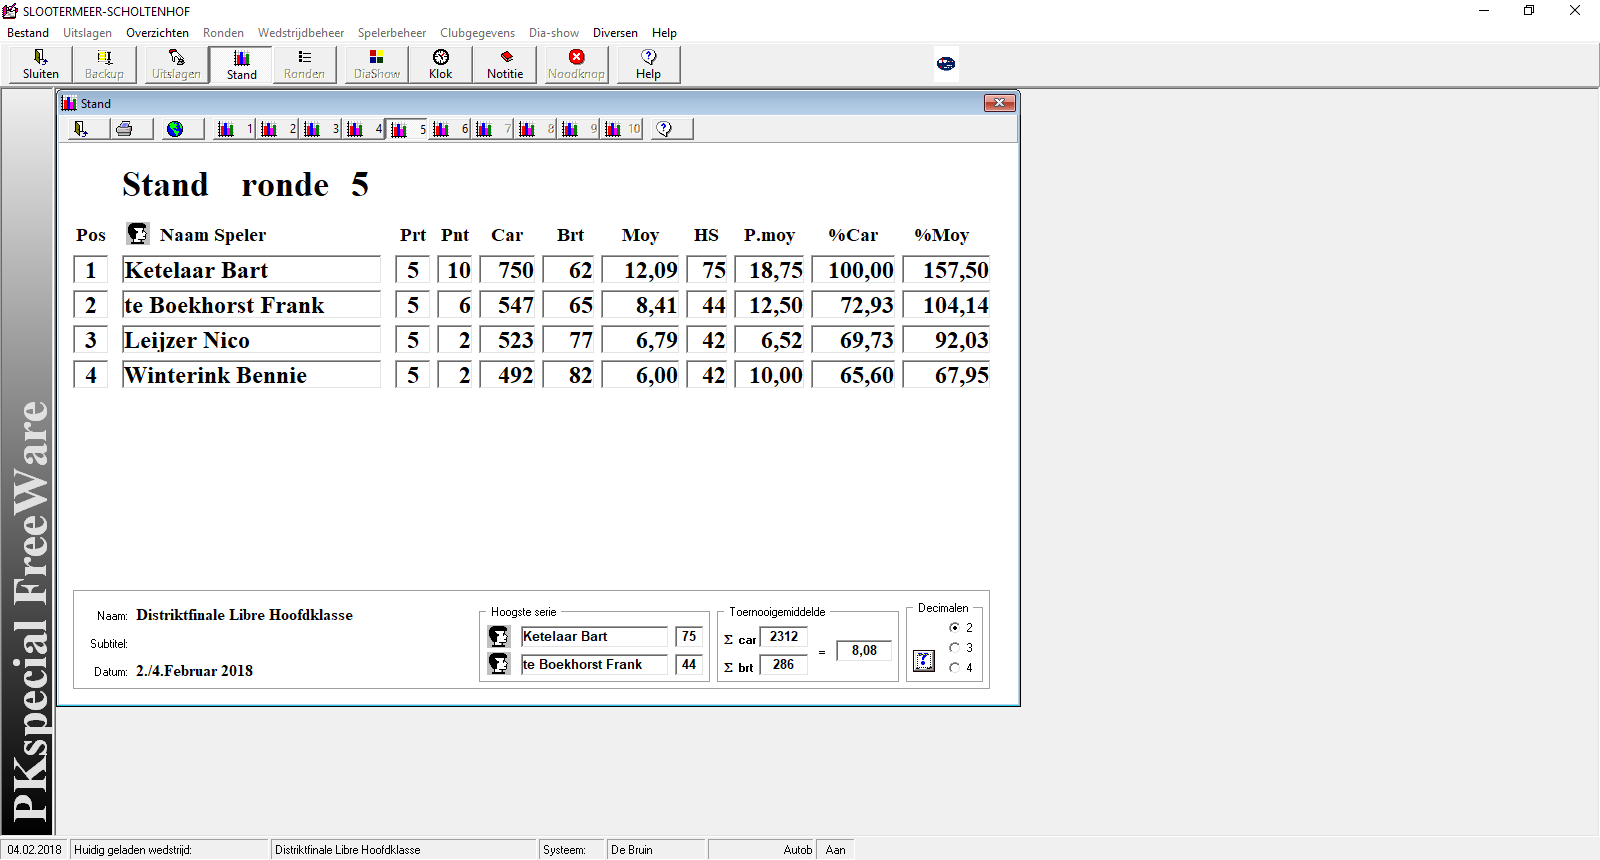 SLOOTERMEER-SCHOLTENHOF
Bestand Uitslagen Overzichten Ronden Wedstrijdbeheer Spelerbeheer Clubgegevens Dia-show Diversen Help
Sluiten Backup Uitslagen Stand Ronden DiaShow Klok Notitie Noodknop Help
Stand
1 2 3 4 5 6 7 8 9 10
Stand ronde 5
Pos Naam Speler Prt Pnt Car Brt Moy HS P.moy %Car %Moy
1 Ketelaar Bart 5 10 750 62 12,09 75 18,75 100,00 157,50
2 te Boekhorst Frank 5 6 547 65 8,41 44 12,50 72,93 104,14
3 Leijzer Nico 5 2 523 77 6,79 42 6,52 69,73 92,03
4 Winterink Bennie 5 2 492 82 6,00 42 10,00 65,60 67,95
PKspecial FreeWare
Naam: Distriktfinale Libre Hoofdklasse
Subtitel:
Datum: 2./4.Februar 2018
Hoogste serie
Ketelaar Bart 75
te Boekhorst Frank 44
Toernooigemiddelde
Σ car 2312
Σ brt 286
= 8,08
Decimalen
2
3
4
04.02.2018 Huidig geladen wedstrijd: Distriktfinale Libre Hoofdklasse Systeem: De Bruin Autob Aan